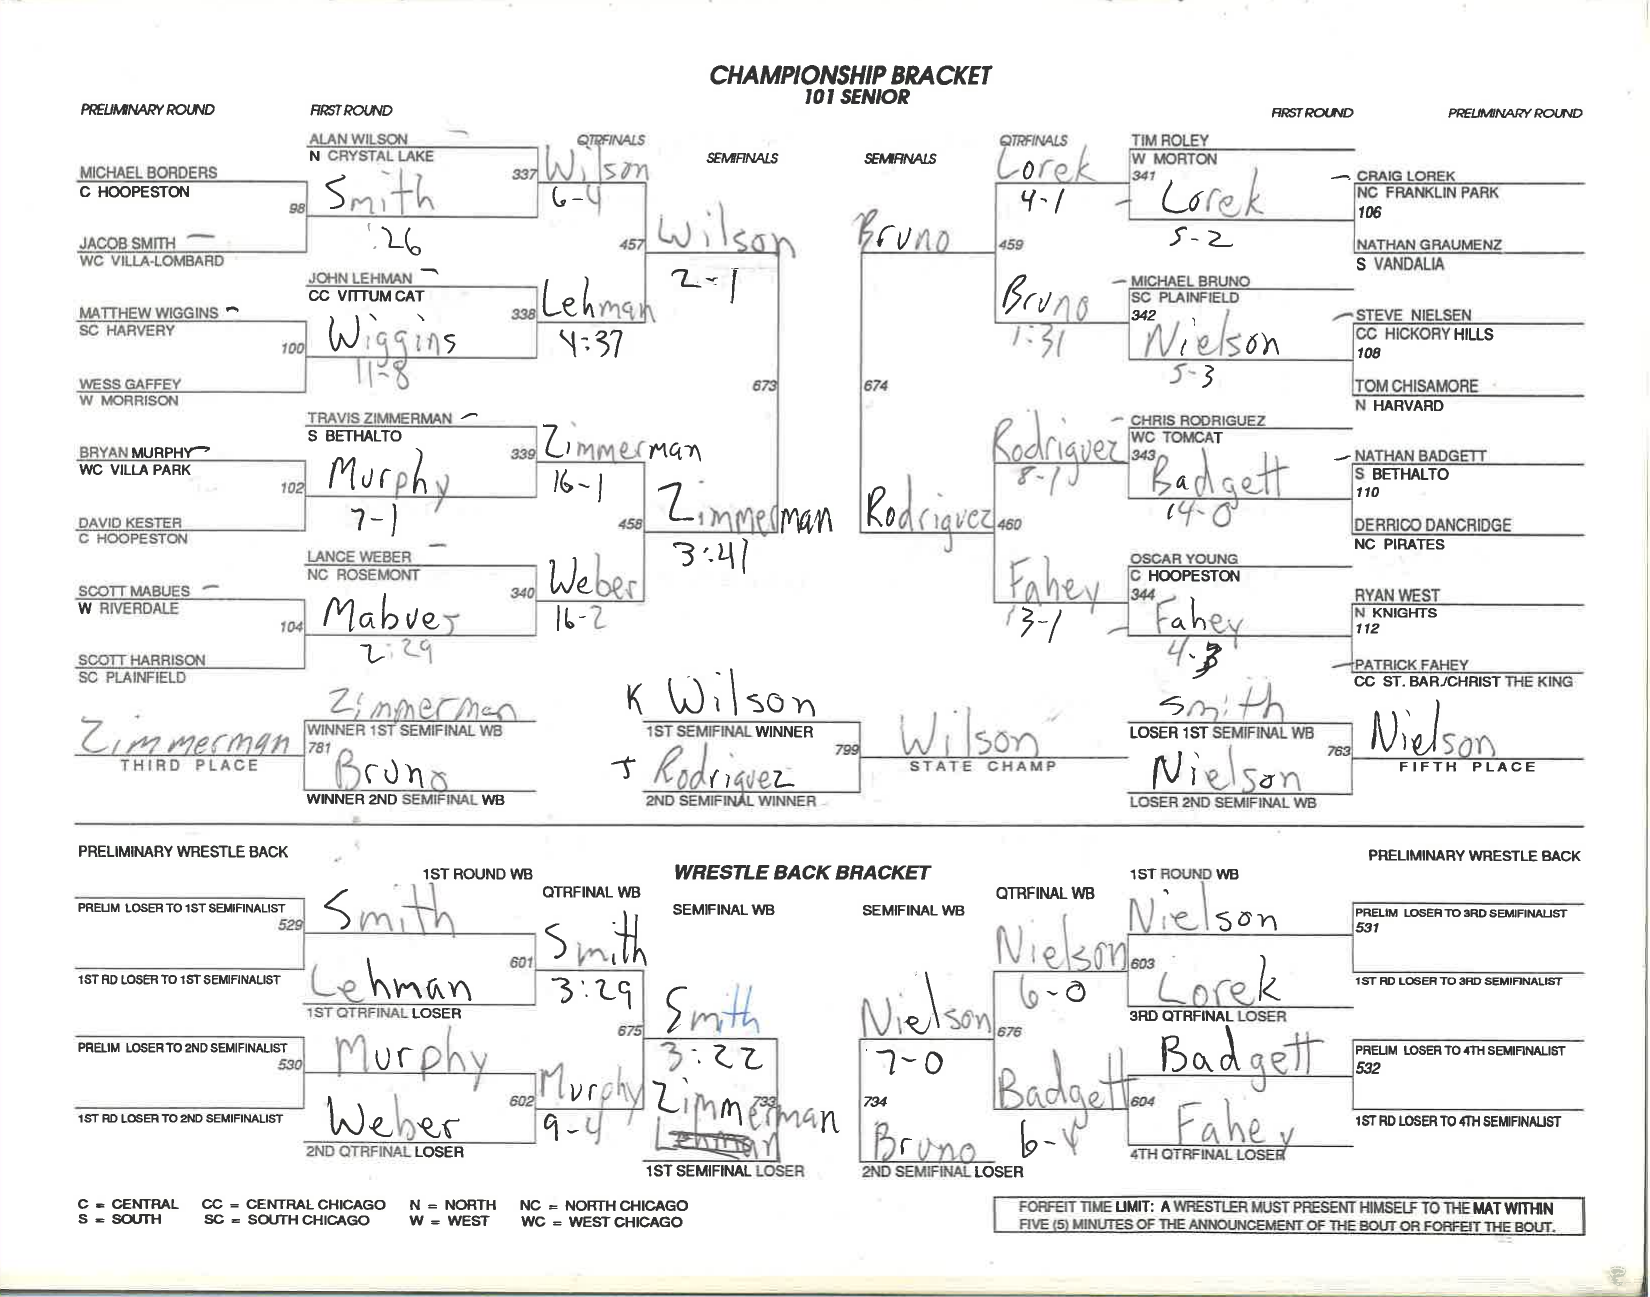 CHAMPIONSHIP BRACKET
101 SENIOR
PRELIMINARY ROUND
FIRST ROUND
QTRFINALS
SEMIFINALS
SEMIFINALS
QTRFINALS
FIRST ROUND
PRELIMINARY ROUND
MICHAEL BORDERS
C HOOPESTON
98
JACOB SMITH
WC VILLA-LOMBARD
MATTHEW WIGGINS
SC HARVERY
100
WESS GAFFEY
W MORRISON
BRYAN MURPHY
WC VILLA PARK
102
DAVID KESTER
C HOOPESTON
SCOTT MABUES
W RIVERDALE
104
SCOTT HARRISON
SC PLAINFIELD
ALAN WILSON
N CRYSTAL LAKE
337
Smith
:26
JOHN LEHMAN
CC VITTUM CAT
338
Wiggins
11-8
TRAVIS ZIMMERMAN
S BETHALTO
339
Murphy
7-1
LANCE WEBER
NC ROSEMONT
340
Mabues
2:29
Wilson
6-4
457
Lehman
4:37
Zimmerman
16-1
458
Weber
16-2
Wilson
2-1
673
Zimmerman
3:41
Bruno
674
Rodriguez
Lorek
4-1
459
Bruno
1:31
Rodriguez
8-1
460
Fahey
13-1
TIM ROLEY
W MORTON
341
Lorek
5-2
MICHAEL BRUNO
SC PLAINFIELD
342
Nielson
5-3
CHRIS RODRIGUEZ
WC TOMCAT
343
Badgett
14-0
OSCAR YOUNG
C HOOPESTON
344
Fahey
4-3
CRAIG LOREK
NC FRANKLIN PARK
106
NATHAN GRAUMENZ
S VANDALIA
STEVE NIELSEN
CC HICKORY HILLS
108
TOM CHISAMORE
N HARVARD
NATHAN BADGETT
S BETHALTO
110
DERRICO DANCRIDGE
NC PIRATES
RYAN WEST
N KNIGHTS
112
PATRICK FAHEY
CC ST. BAR./CHRIST THE KING
Zimmerman
THIRD PLACE
Zimmerman
WINNER 1ST SEMIFINAL WB
781
Bruno
WINNER 2ND SEMIFINAL WB
K Wilson
1ST SEMIFINAL WINNER
799
Rodriguez
2ND SEMIFINAL WINNER
Wilson
STATE CHAMP
Smith
LOSER 1ST SEMIFINAL WB
763
Nielson
LOSER 2ND SEMIFINAL WB
Nielson
FIFTH PLACE
PRELIMINARY WRESTLE BACK
1ST ROUND WB
QTRFINAL WB
WRESTLE BACK BRACKET
SEMIFINAL WB
SEMIFINAL WB
QTRFINAL WB
1ST ROUND WB
PRELIMINARY WRESTLE BACK
PRELIM LOSER TO 1ST SEMIFINALIST
529
1ST RD LOSER TO 1ST SEMIFINALIST
PRELIM LOSER TO 2ND SEMIFINALIST
530
1ST RD LOSER TO 2ND SEMIFINALIST
Smith
601
Lehman
1ST QTRFINAL LOSER
Murphy
602
Weber
2ND QTRFINAL LOSER
Smith
3:29
675
Murphy
9-4
Smith
3:22
Zimmerman
733
Lehman
1ST SEMIFINAL LOSER
Nielson
7-0
734
Bruno
2ND SEMIFINAL LOSER
Nielson
6-0
676
Badgett
6-4
Nielson
603
Lorek
3RD QTRFINAL LOSER
Badgett
604
Fahey
4TH QTRFINAL LOSER
PRELIM LOSER TO 3RD SEMIFINALIST
531
1ST RD LOSER TO 3RD SEMIFINALIST
PRELIM LOSER TO 4TH SEMIFINALIST
532
1ST RD LOSER TO 4TH SEMIFINALIST
C = CENTRAL CC = CENTRAL CHICAGO N = NORTH NC = NORTH CHICAGO
S = SOUTH SC = SOUTH CHICAGO W = WEST WC = WEST CHICAGO
FORFEIT TIME LIMIT: A WRESTLER MUST PRESENT HIMSELF TO THE MAT WITHIN
FIVE (5) MINUTES OF THE ANNOUNCEMENT OF THE BOUT OR FORFEIT THE BOUT.